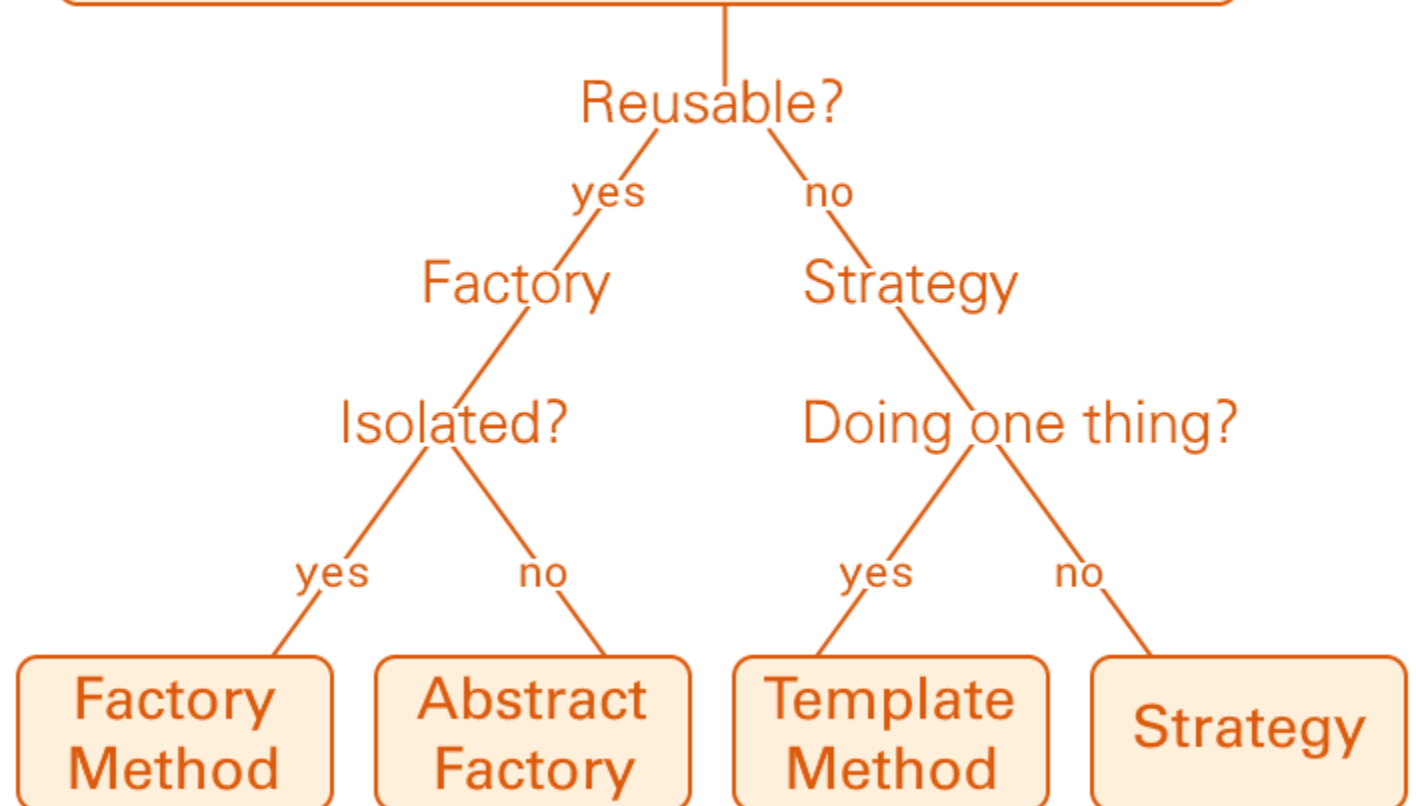 Reusable?
yes no
Factory Strategy
Isolated? Doing one thing?
yes no yes no
Factory Method
Abstract Factory
Template Method
Strategy